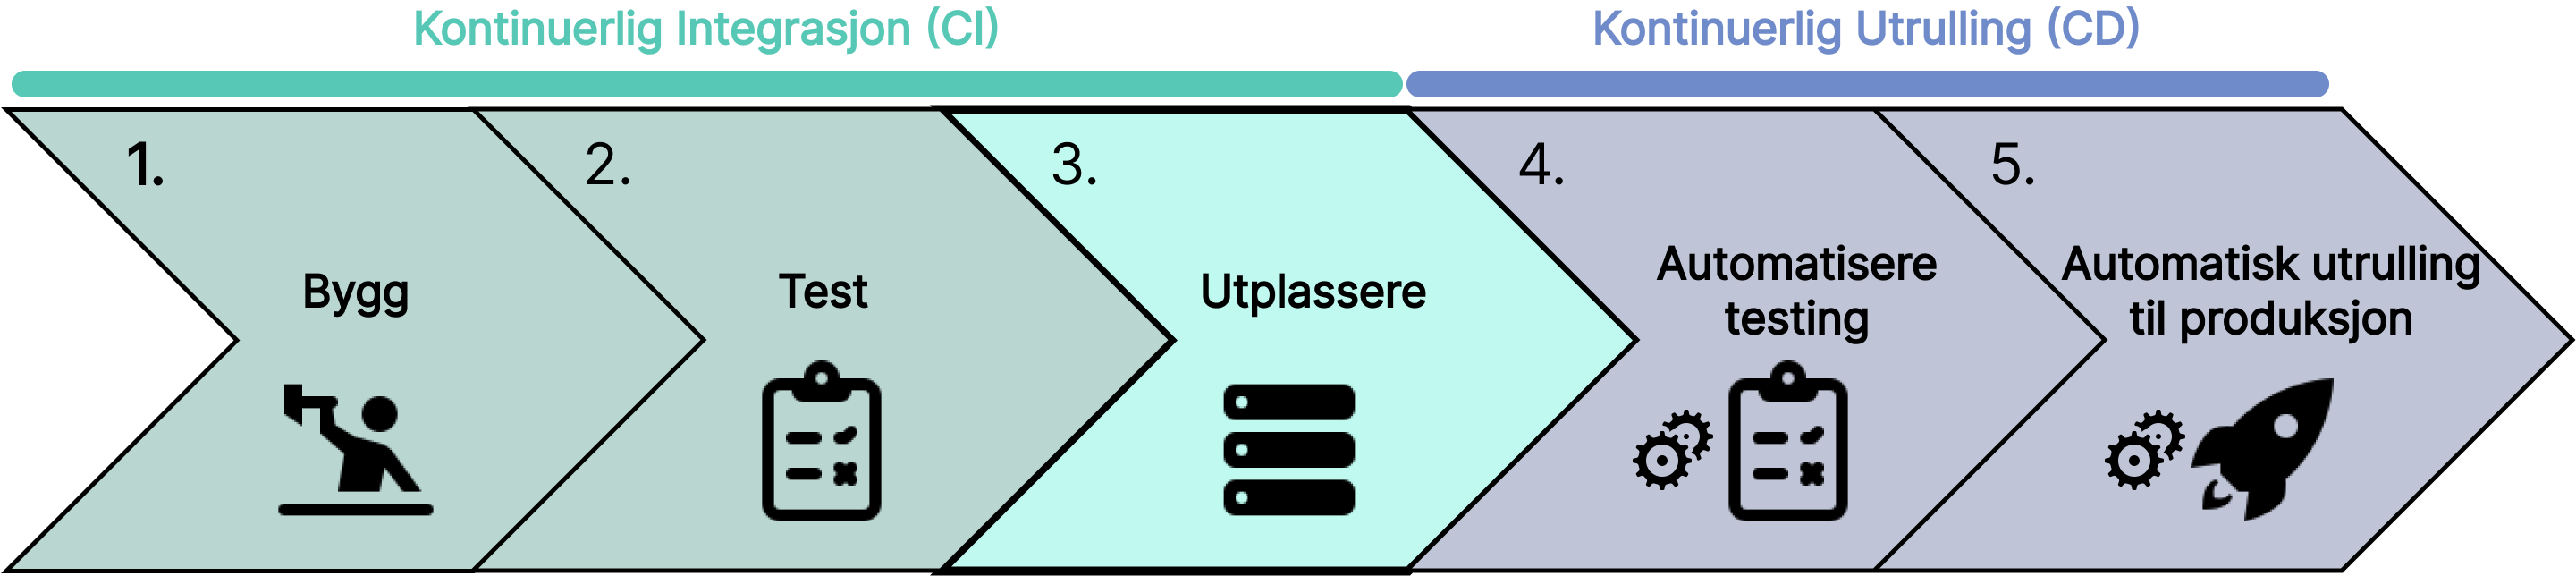 Kontinuerlig Integrasjon (CI)
Kontinuerlig Utrulling (CD)
1.
Bygg
2.
Test
3.
Utplassere
4.
Automatisere
testing
5.
Automatisk utrulling
til produksjon